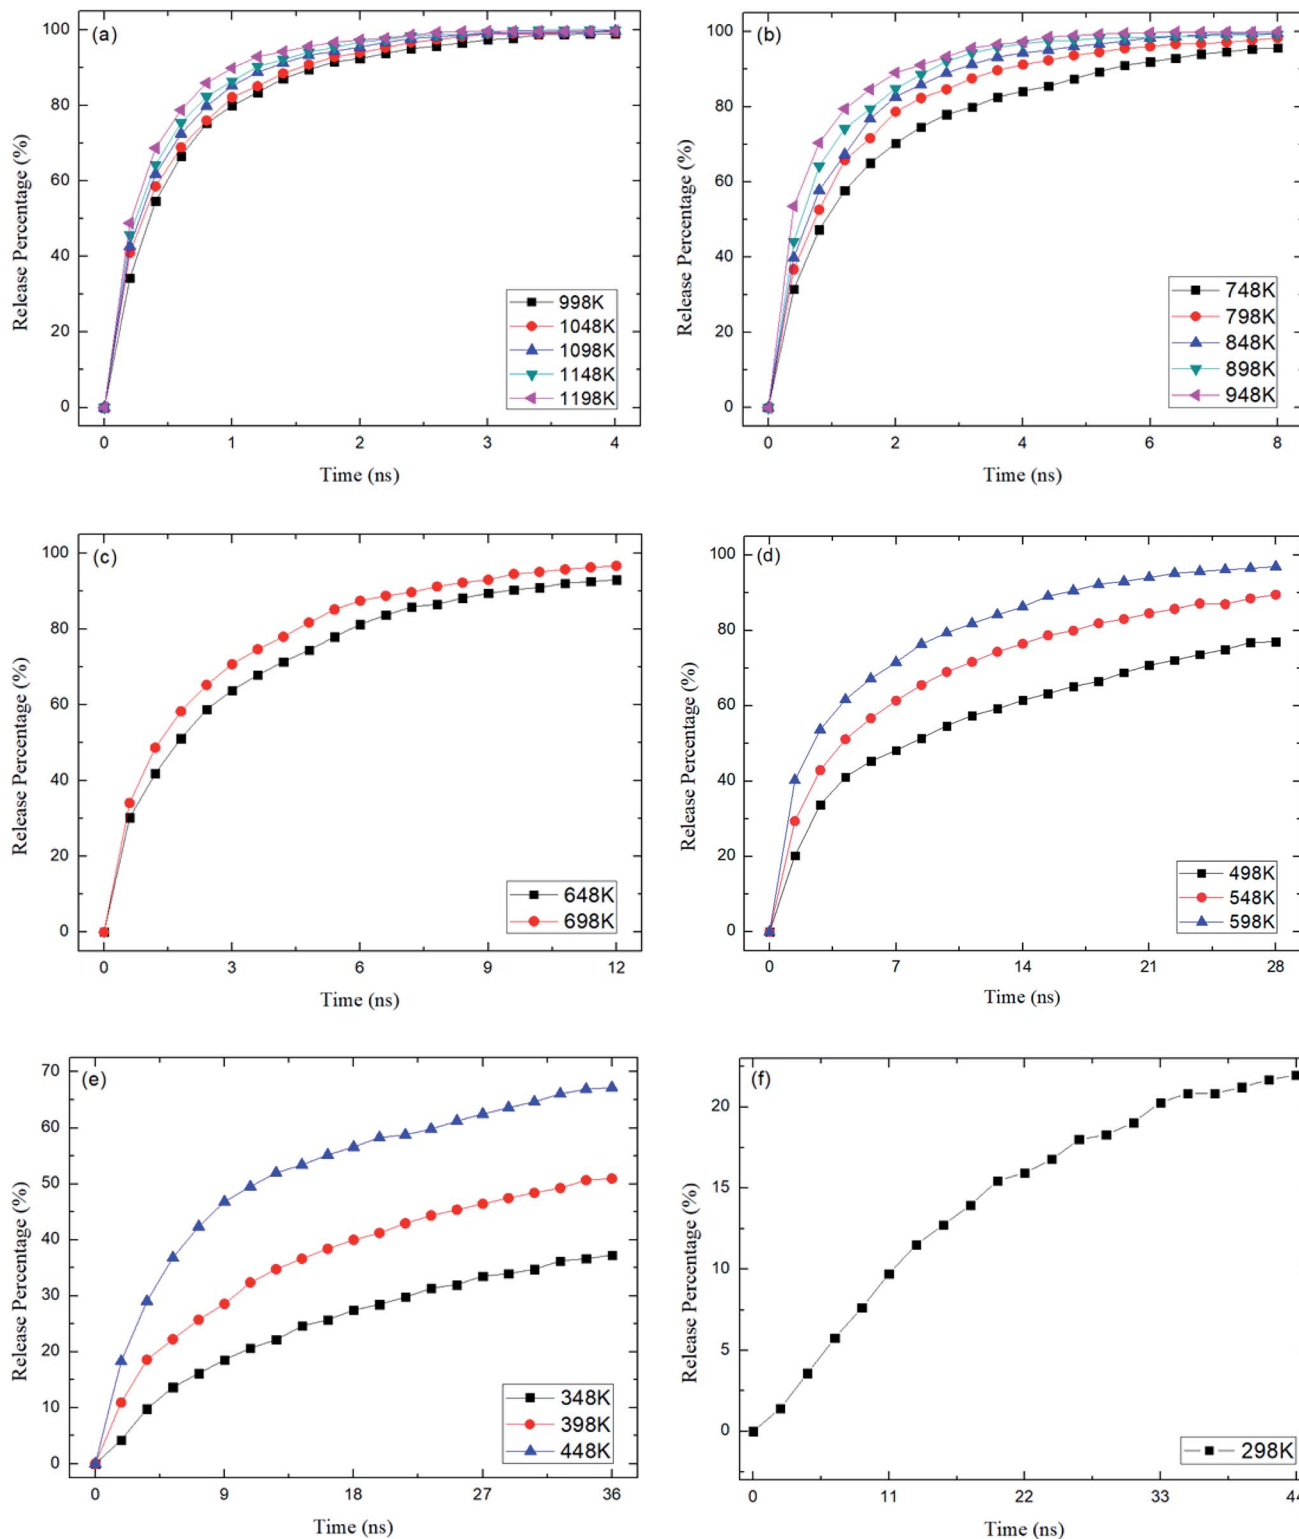 (a)
Release Percentage (%)
100
80
60
40
20
0
998K
1048K
1098K
1148K
1198K
0 1 2 3 4
Time (ns)
(b)
Release Percentage (%)
100
80
60
40
20
0
748K
798K
848K
898K
948K
0 2 4 6 8
Time (ns)
(c)
Release Percentage (%)
100
80
60
40
20
0
648K
698K
0 3 6 9 12
Time (ns)
(d)
Release Percentage (%)
100
80
60
40
20
0
498K
548K
598K
0 7 14 21 28
Time (ns)
(e)
Release Percentage (%)
70
60
50
40
30
20
10
0
348K
398K
448K
0 9 18 27 36
Time (ns)
(f)
Release Percentage (%)
20
15
10
5
0
298K
0 11 22 33 44
Time (ns)